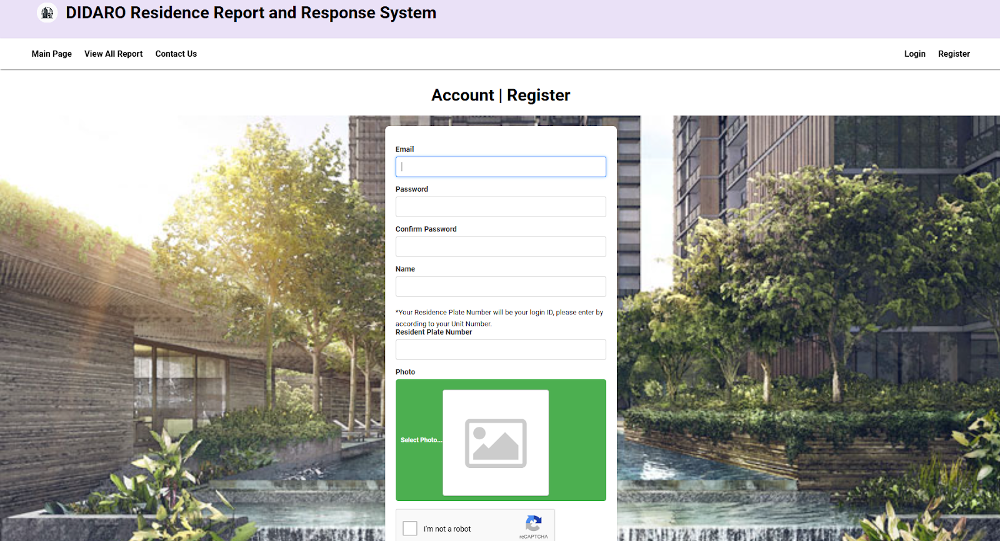 DIDARO Residence Report and Response System
Main Page View All Report Contact Us Login Register
Account | Register
Email
Password
Confirm Password
Name
*Your Residence Plate Number will be your login ID, please enter by
according to your Unit Number.
Resident Plate Number
Photo
Select Photo...
I'm not a robot
reCAPTCHA